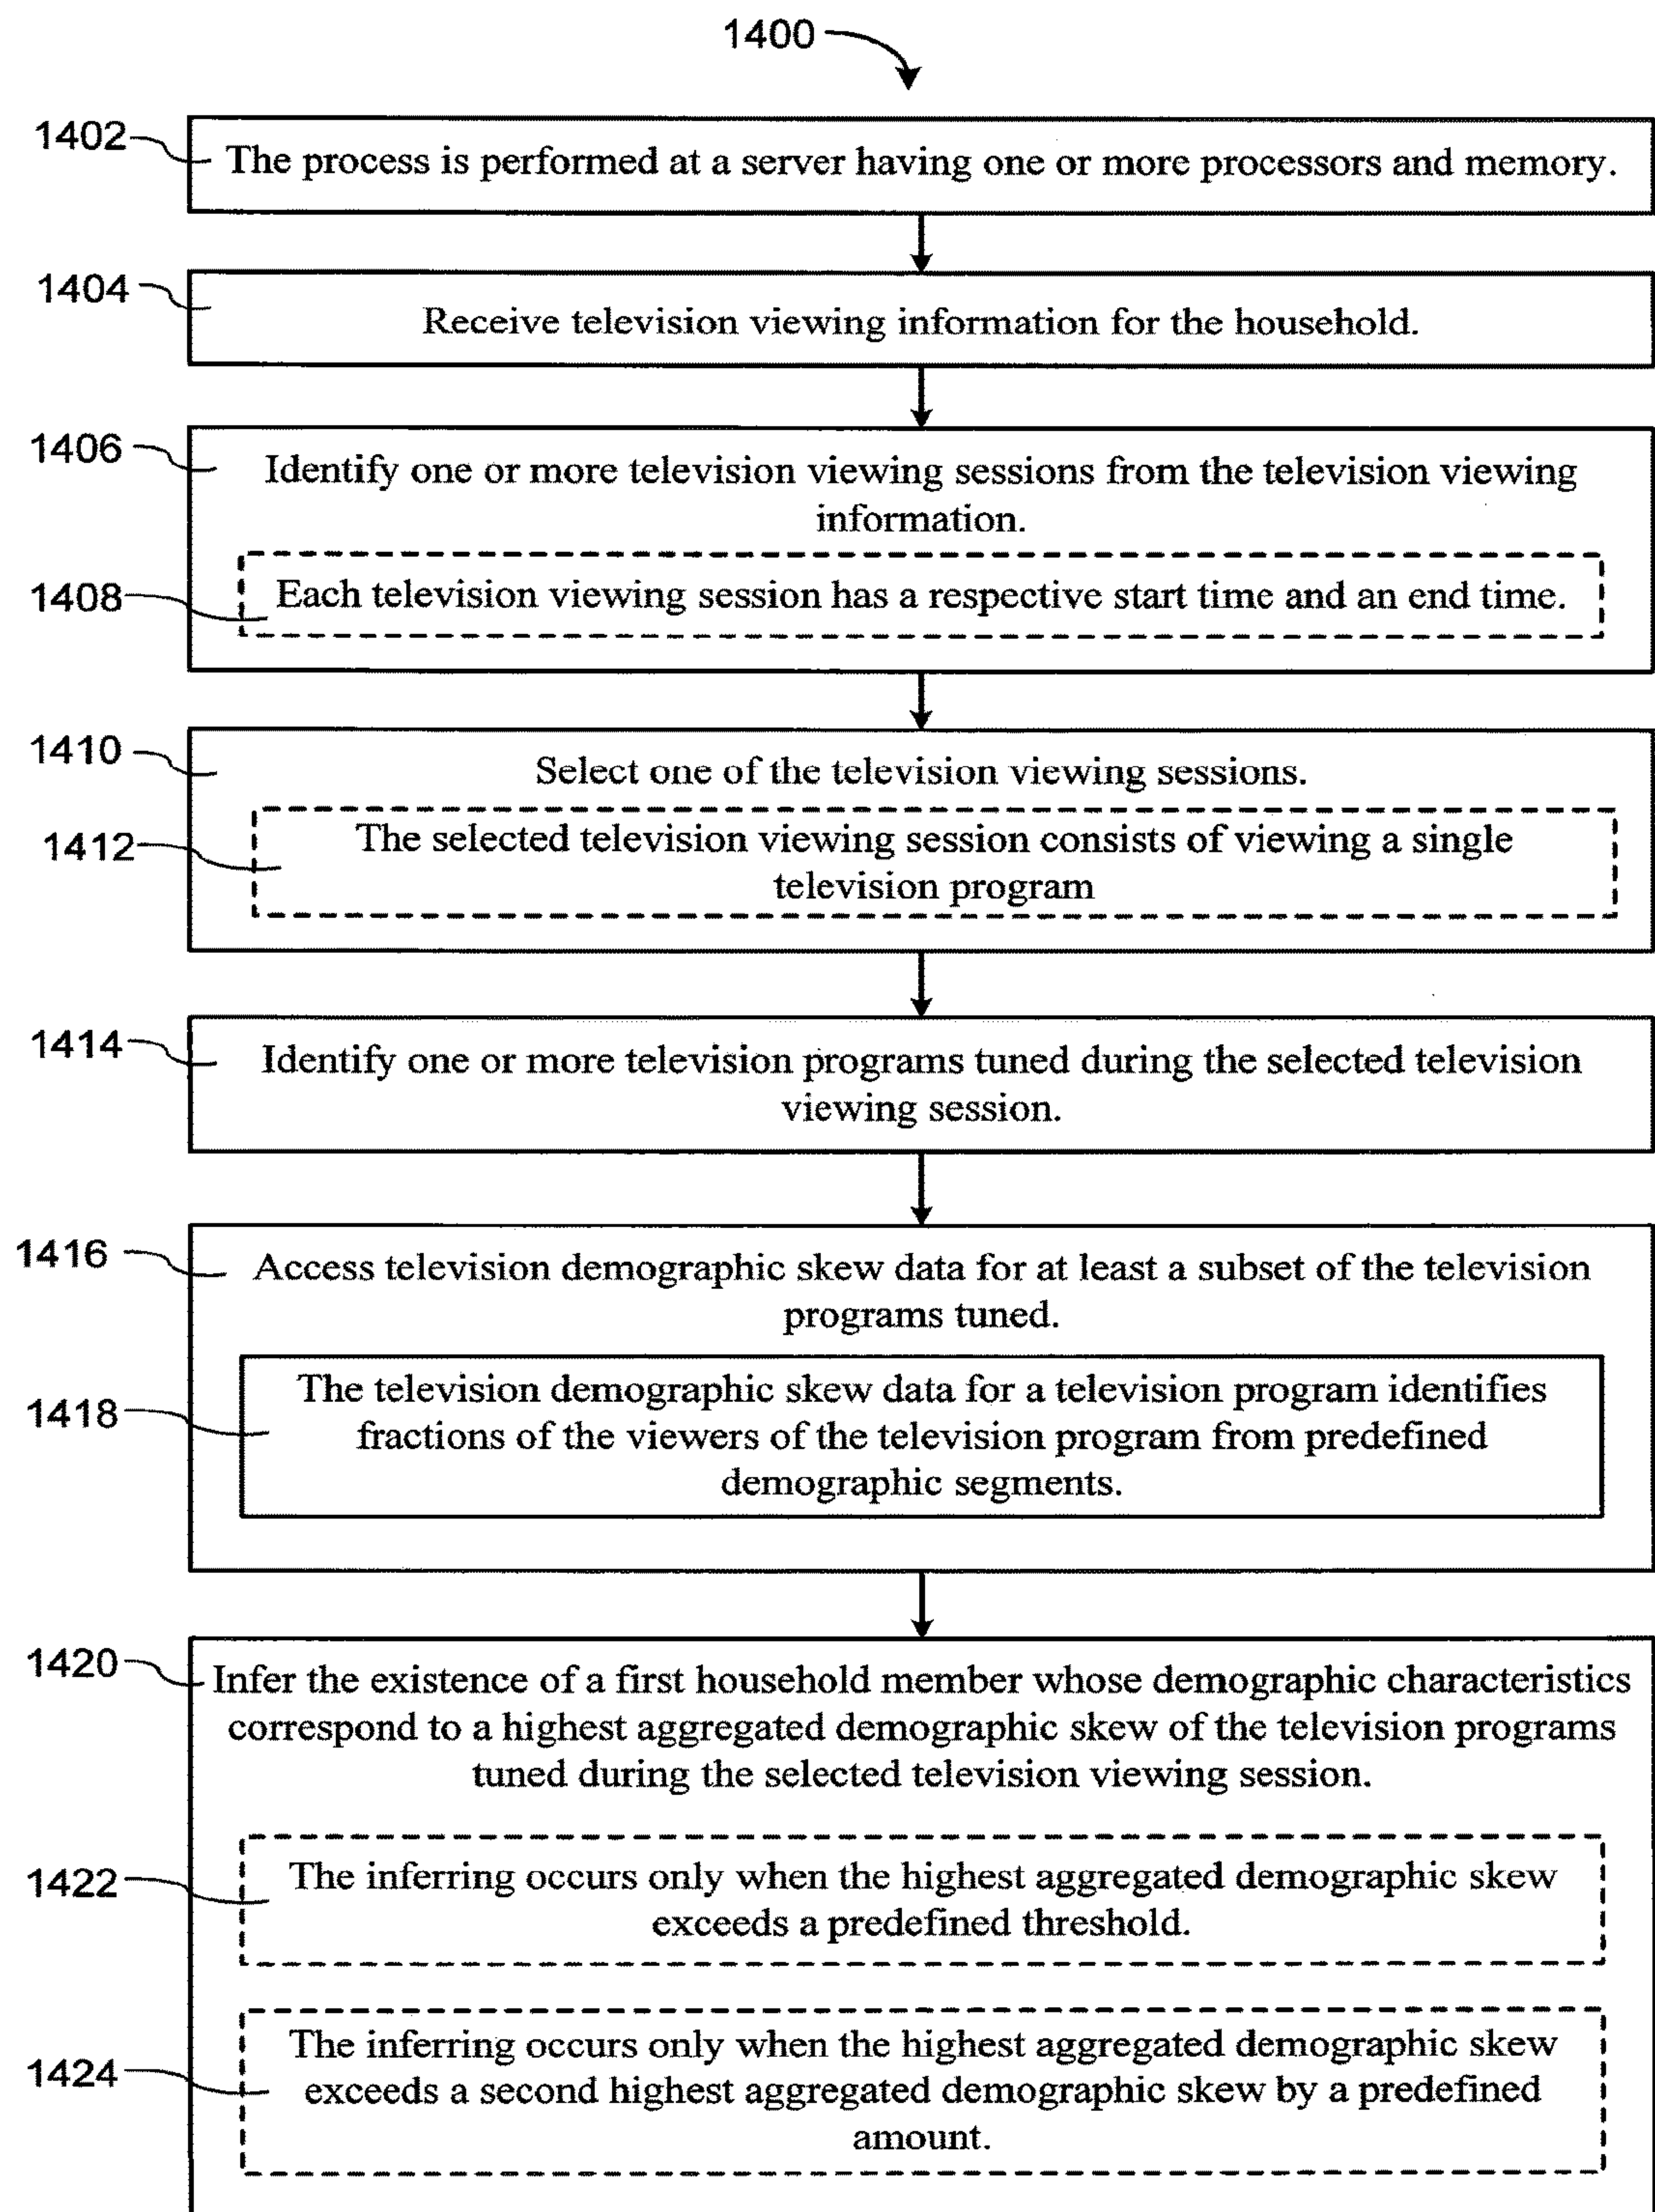 1400
1402
The process is performed at a server having one or more processors and memory.
1404
Receive television viewing information for the household.
1406
Identify one or more television viewing sessions from the television viewing
information.
1408
Each television viewing session has a respective start time and an end time.
1410
Select one of the television viewing sessions.
1412
The selected television viewing session consists of viewing a single
television program
1414
Identify one or more television programs tuned during the selected television
viewing session.
1416
Access television demographic skew data for at least a subset of the television
programs tuned.
1418
The television demographic skew data for a television program identifies
fractions of the viewers of the television program from predefined
demographic segments.
1420
Infer the existence of a first household member whose demographic characteristics
correspond to a highest aggregated demographic skew of the television programs
tuned during the selected television viewing session.
1422
The inferring occurs only when the highest aggregated demographic skew
exceeds a predefined threshold.
1424
The inferring occurs only when the highest aggregated demographic skew
exceeds a second highest aggregated demographic skew by a predefined
amount.